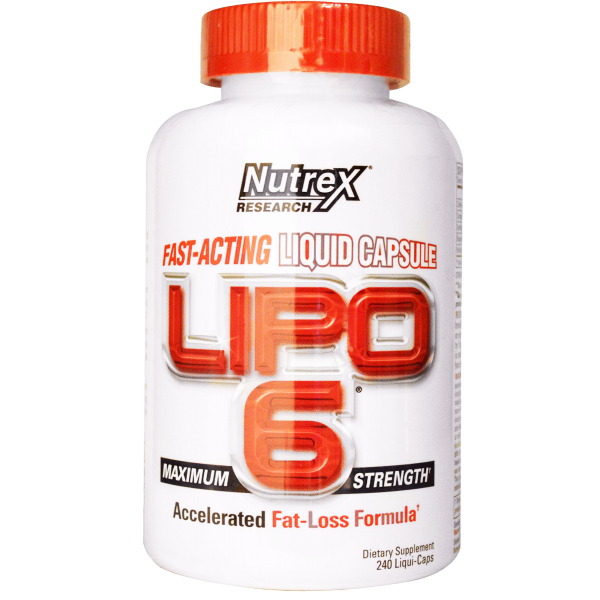 Nutrex®
RESEARCH
FAST-ACTING LIQUID CAPSULE
LIPO
6®
MAXIMUM STRENGTH†
Accelerated Fat-Loss Formula†
Dietary Supplement
240 Liqui-Caps